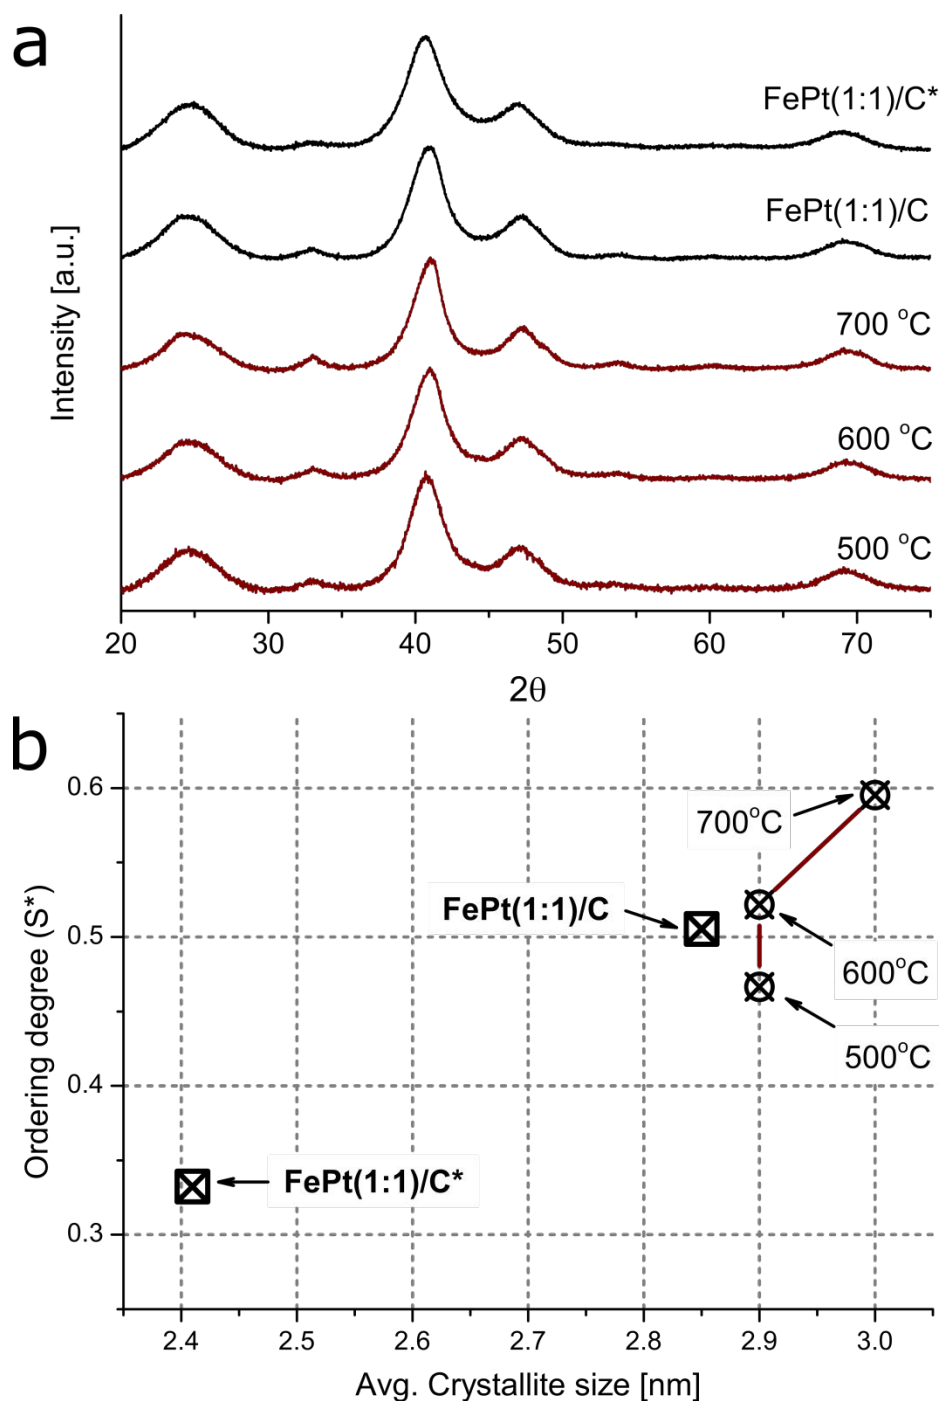 a
Intensity [a.u.]
FePt(1:1)/C*
FePt(1:1)/C
700 °C
600 °C
500 °C
20 30 40 50 60 70
2θ
b
Ordering degree (S*)
0.6
0.5
0.4
0.3
700°C
FePt(1:1)/C
600°C
500°C
FePt(1:1)/C*
2.4 2.5 2.6 2.7 2.8 2.9 3.0
Avg. Crystallite size [nm]